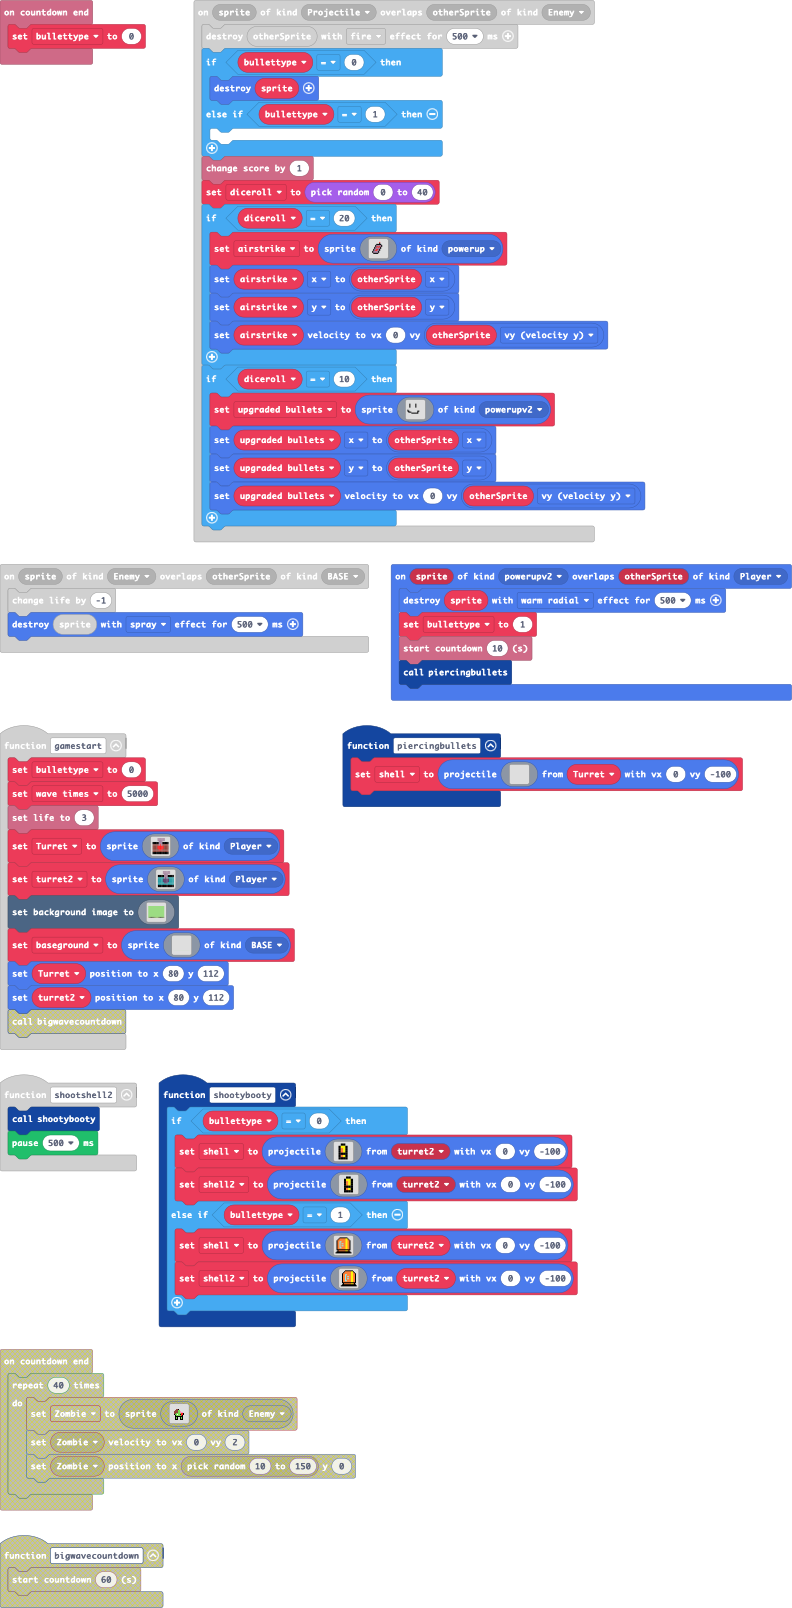 on countdown end
set bullettype to 0
on sprite of kind Projectile overlaps otherSprite of kind Enemy
destroy otherSprite with fire effect for 500 ms
if bullettype = 0 then
destroy sprite
else if bullettype = 1 then
change score by 1
set diceroll to pick random 0 to 40
if diceroll = 20 then
set airstrike to sprite of kind powerup
set airstrike x to otherSprite x
set airstrike y to otherSprite y
set airstrike velocity to vx 0 vy otherSprite vy (velocity y)
if diceroll = 10 then
set upgraded bullets to sprite of kind powerupv2
set upgraded bullets x to otherSprite x
set upgraded bullets y to otherSprite y
set upgraded bullets velocity to vx 0 vy otherSprite vy (velocity y)
on sprite of kind Enemy overlaps otherSprite of kind BASE
change life by -1
destroy sprite with spray effect for 500 ms
on sprite of kind powerupv2 overlaps otherSprite of kind Player
destroy sprite with warm radial effect for 500 ms
set bullettype to 1
start countdown 10 (s)
call piercingbullets
function gamestart
set bullettype to 0
set wave times to 5000
set life to 3
set Turret to sprite of kind Player
set turret2 to sprite of kind Player
set background image to
set baseground to sprite of kind BASE
set Turret position to x 80 y 112
set turret2 position to x 80 y 112
call bigwavecountdown
function piercingbullets
set shell to projectile from Turret with vx 0 vy -100
function shootshell2
call shootybooty
pause 500 ms
function shootybooty
if bullettype = 0 then
set shell to projectile from turret2 with vx 0 vy -100
set shell2 to projectile from turret2 with vx 0 vy -100
else if bullettype = 1 then
set shell to projectile from turret2 with vx 0 vy -100
set shell2 to projectile from turret2 with vx 0 vy -100
on countdown end
repeat 40 times
do
set Zombie to sprite of kind Enemy
set Zombie velocity to vx 0 vy 2
set Zombie position to x pick random 10 to 150 y 0
function bigwavecountdown
start countdown 60 (s)